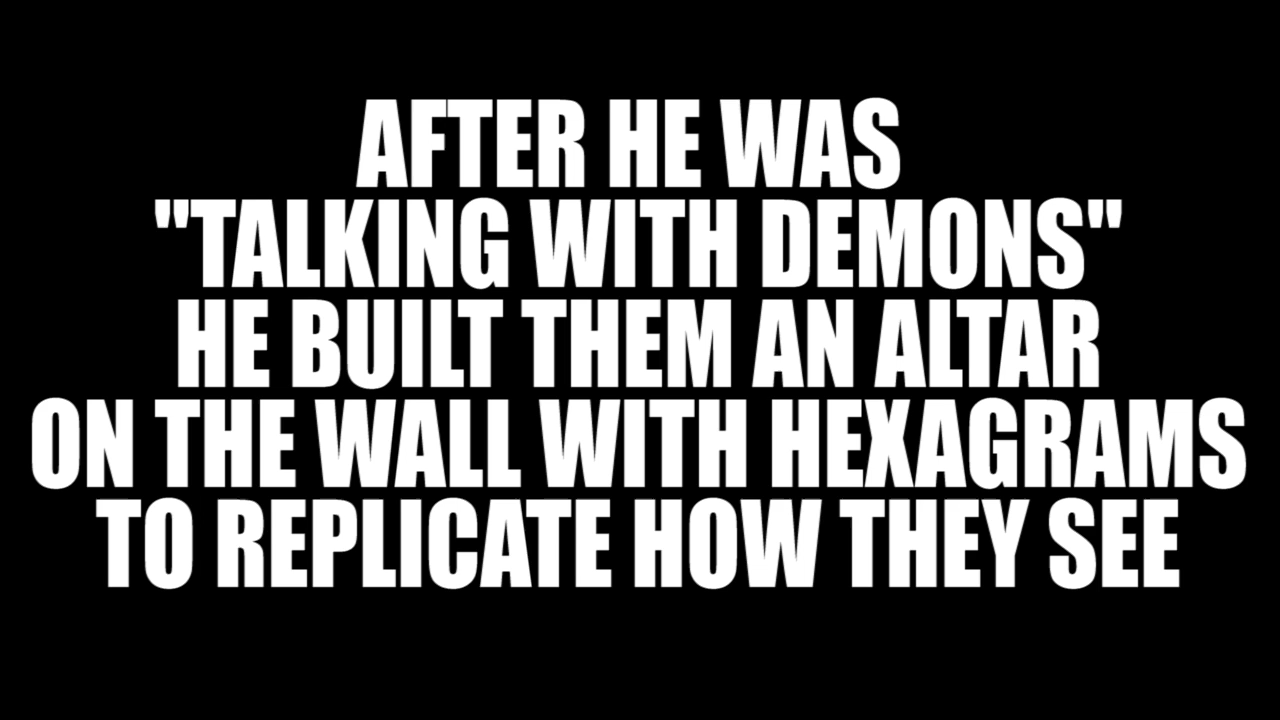 AFTER HE WAS
"TALKING WITH DEMONS"
HE BUILT THEM AN ALTAR
ON THE WALL WITH HEXAGRAMS
TO REPLICATE HOW THEY SEE